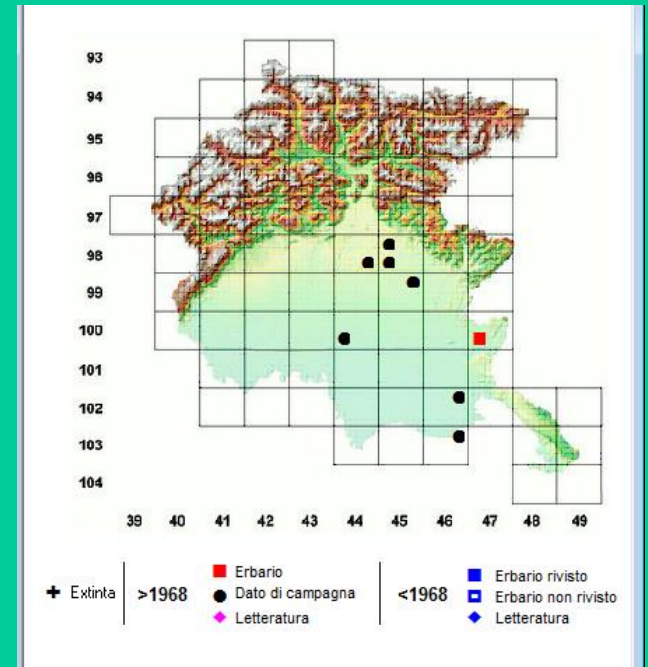 93
94
95
96
97
98
99
100
101
102
103
104
39 40 41 42 43 44 45 46 47 48 49
Extinta
>1968
Erbario
Dato di campagna
Letteratura
<1968
Erbario rivisto
Erbario non rivisto
Letteratura